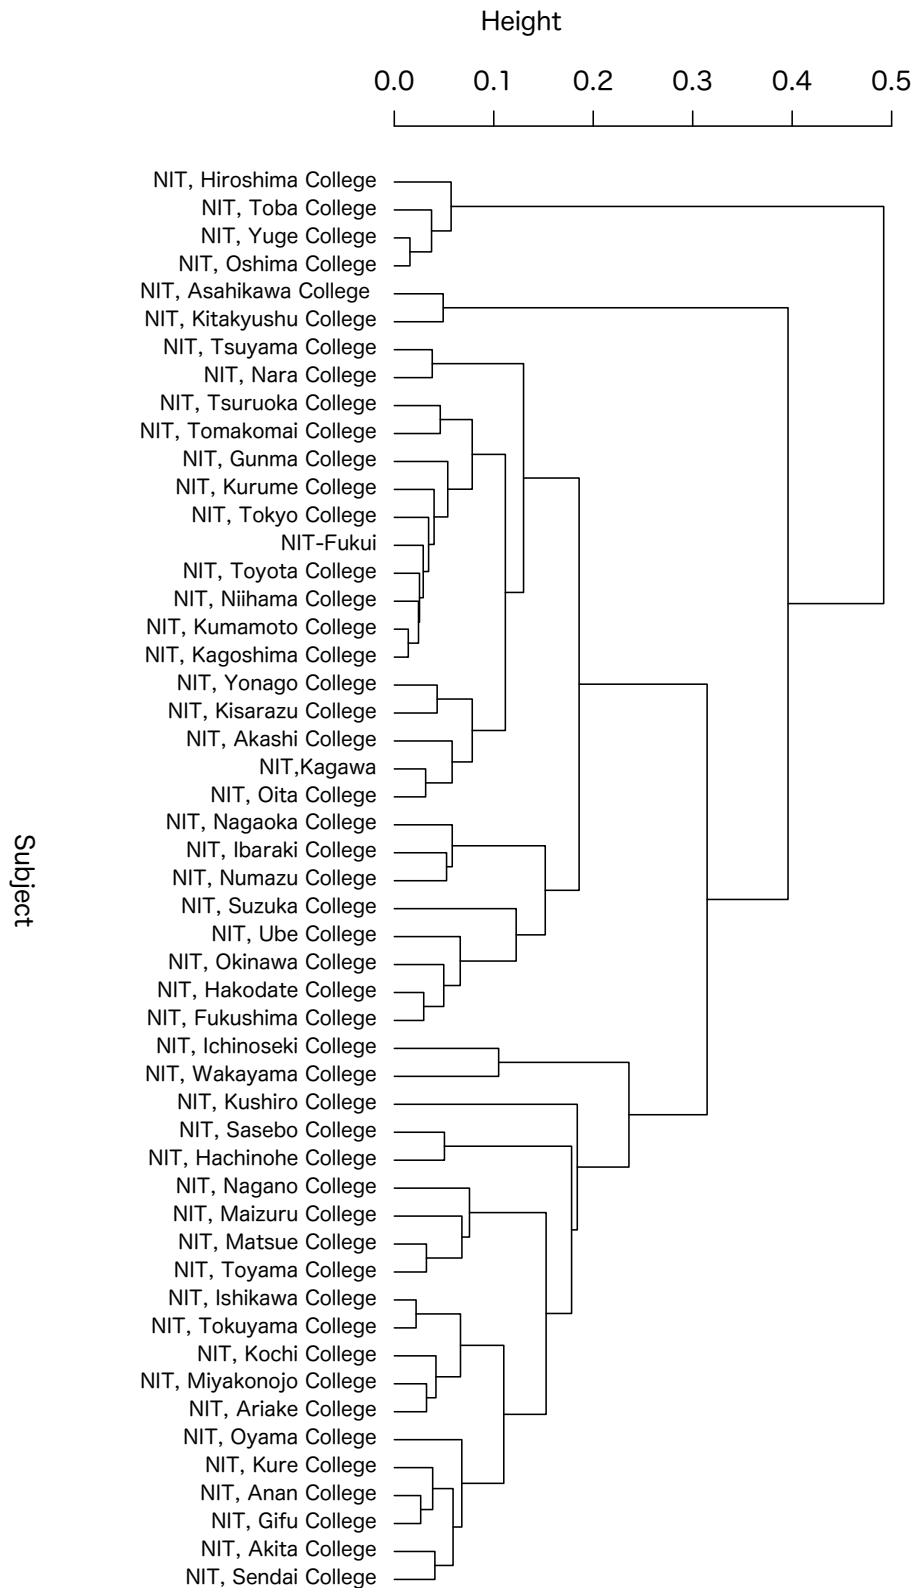 Height
0.0 0.1 0.2 0.3 0.4 0.5
NIT, Hiroshima College
NIT, Toba College
NIT, Yuge College
NIT, Oshima College
NIT, Asahikawa College
NIT, Kitakyushu College
NIT, Tsuyama College
NIT, Nara College
NIT, Tsuruoka College
NIT, Tomakomai College
NIT, Gunma College
NIT, Kurume College
NIT, Tokyo College
NIT-Fukui
NIT, Toyota College
NIT, Niihama College
NIT, Kumamoto College
NIT, Kagoshima College
NIT, Yonago College
NIT, Kisarazu College
NIT, Akashi College
NIT,Kagawa
NIT, Oita College
NIT, Nagaoka College
NIT, Ibaraki College
NIT, Numazu College
NIT, Suzuka College
NIT, Ube College
NIT, Okinawa College
NIT, Hakodate College
NIT, Fukushima College
NIT, Ichinoseki College
NIT, Wakayama College
NIT, Kushiro College
NIT, Sasebo College
NIT, Hachinohe College
NIT, Nagano College
NIT, Maizuru College
NIT, Matsue College
NIT, Toyama College
NIT, Ishikawa College
NIT, Tokuyama College
NIT, Kochi College
NIT, Miyakonojo College
NIT, Ariake College
NIT, Oyama College
NIT, Kure College
NIT, Anan College
NIT, Gifu College
NIT, Akita College
NIT, Sendai College
Subject